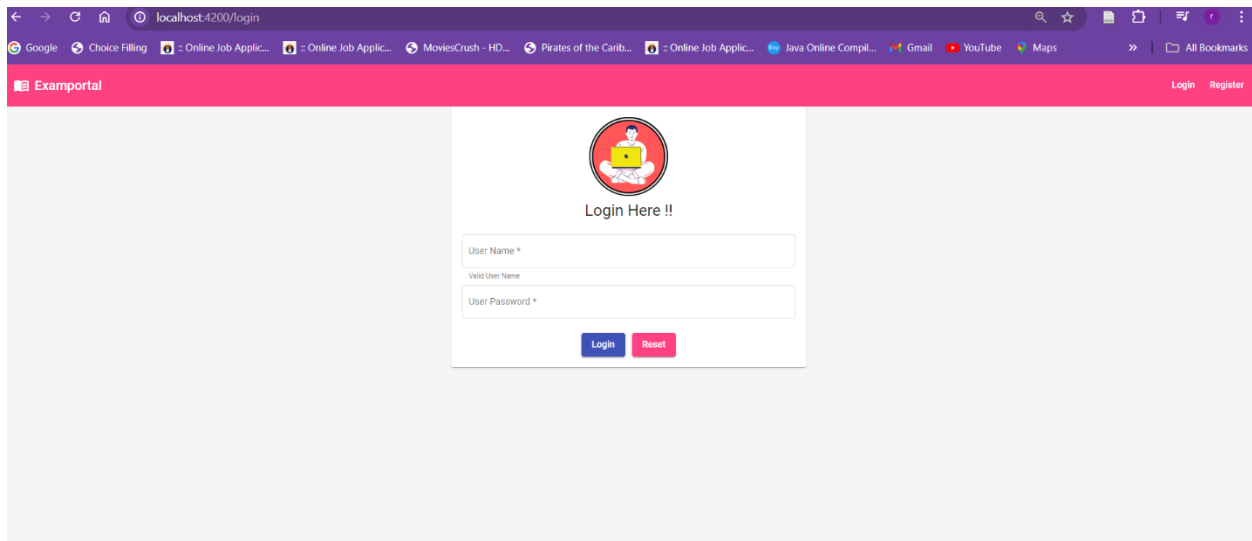 localhost:4200/login
r
Google Choice Filling :: Online Job Applic... :: Online Job Applic... MoviesCrush - HD... Pirates of the Carib... :: Online Job Applic... Java Online Compil... Gmail YouTube Maps » All Bookmarks
Examportal Login Register
Login Here !!
User Name *
Valid User Name
User Password *
Login Reset